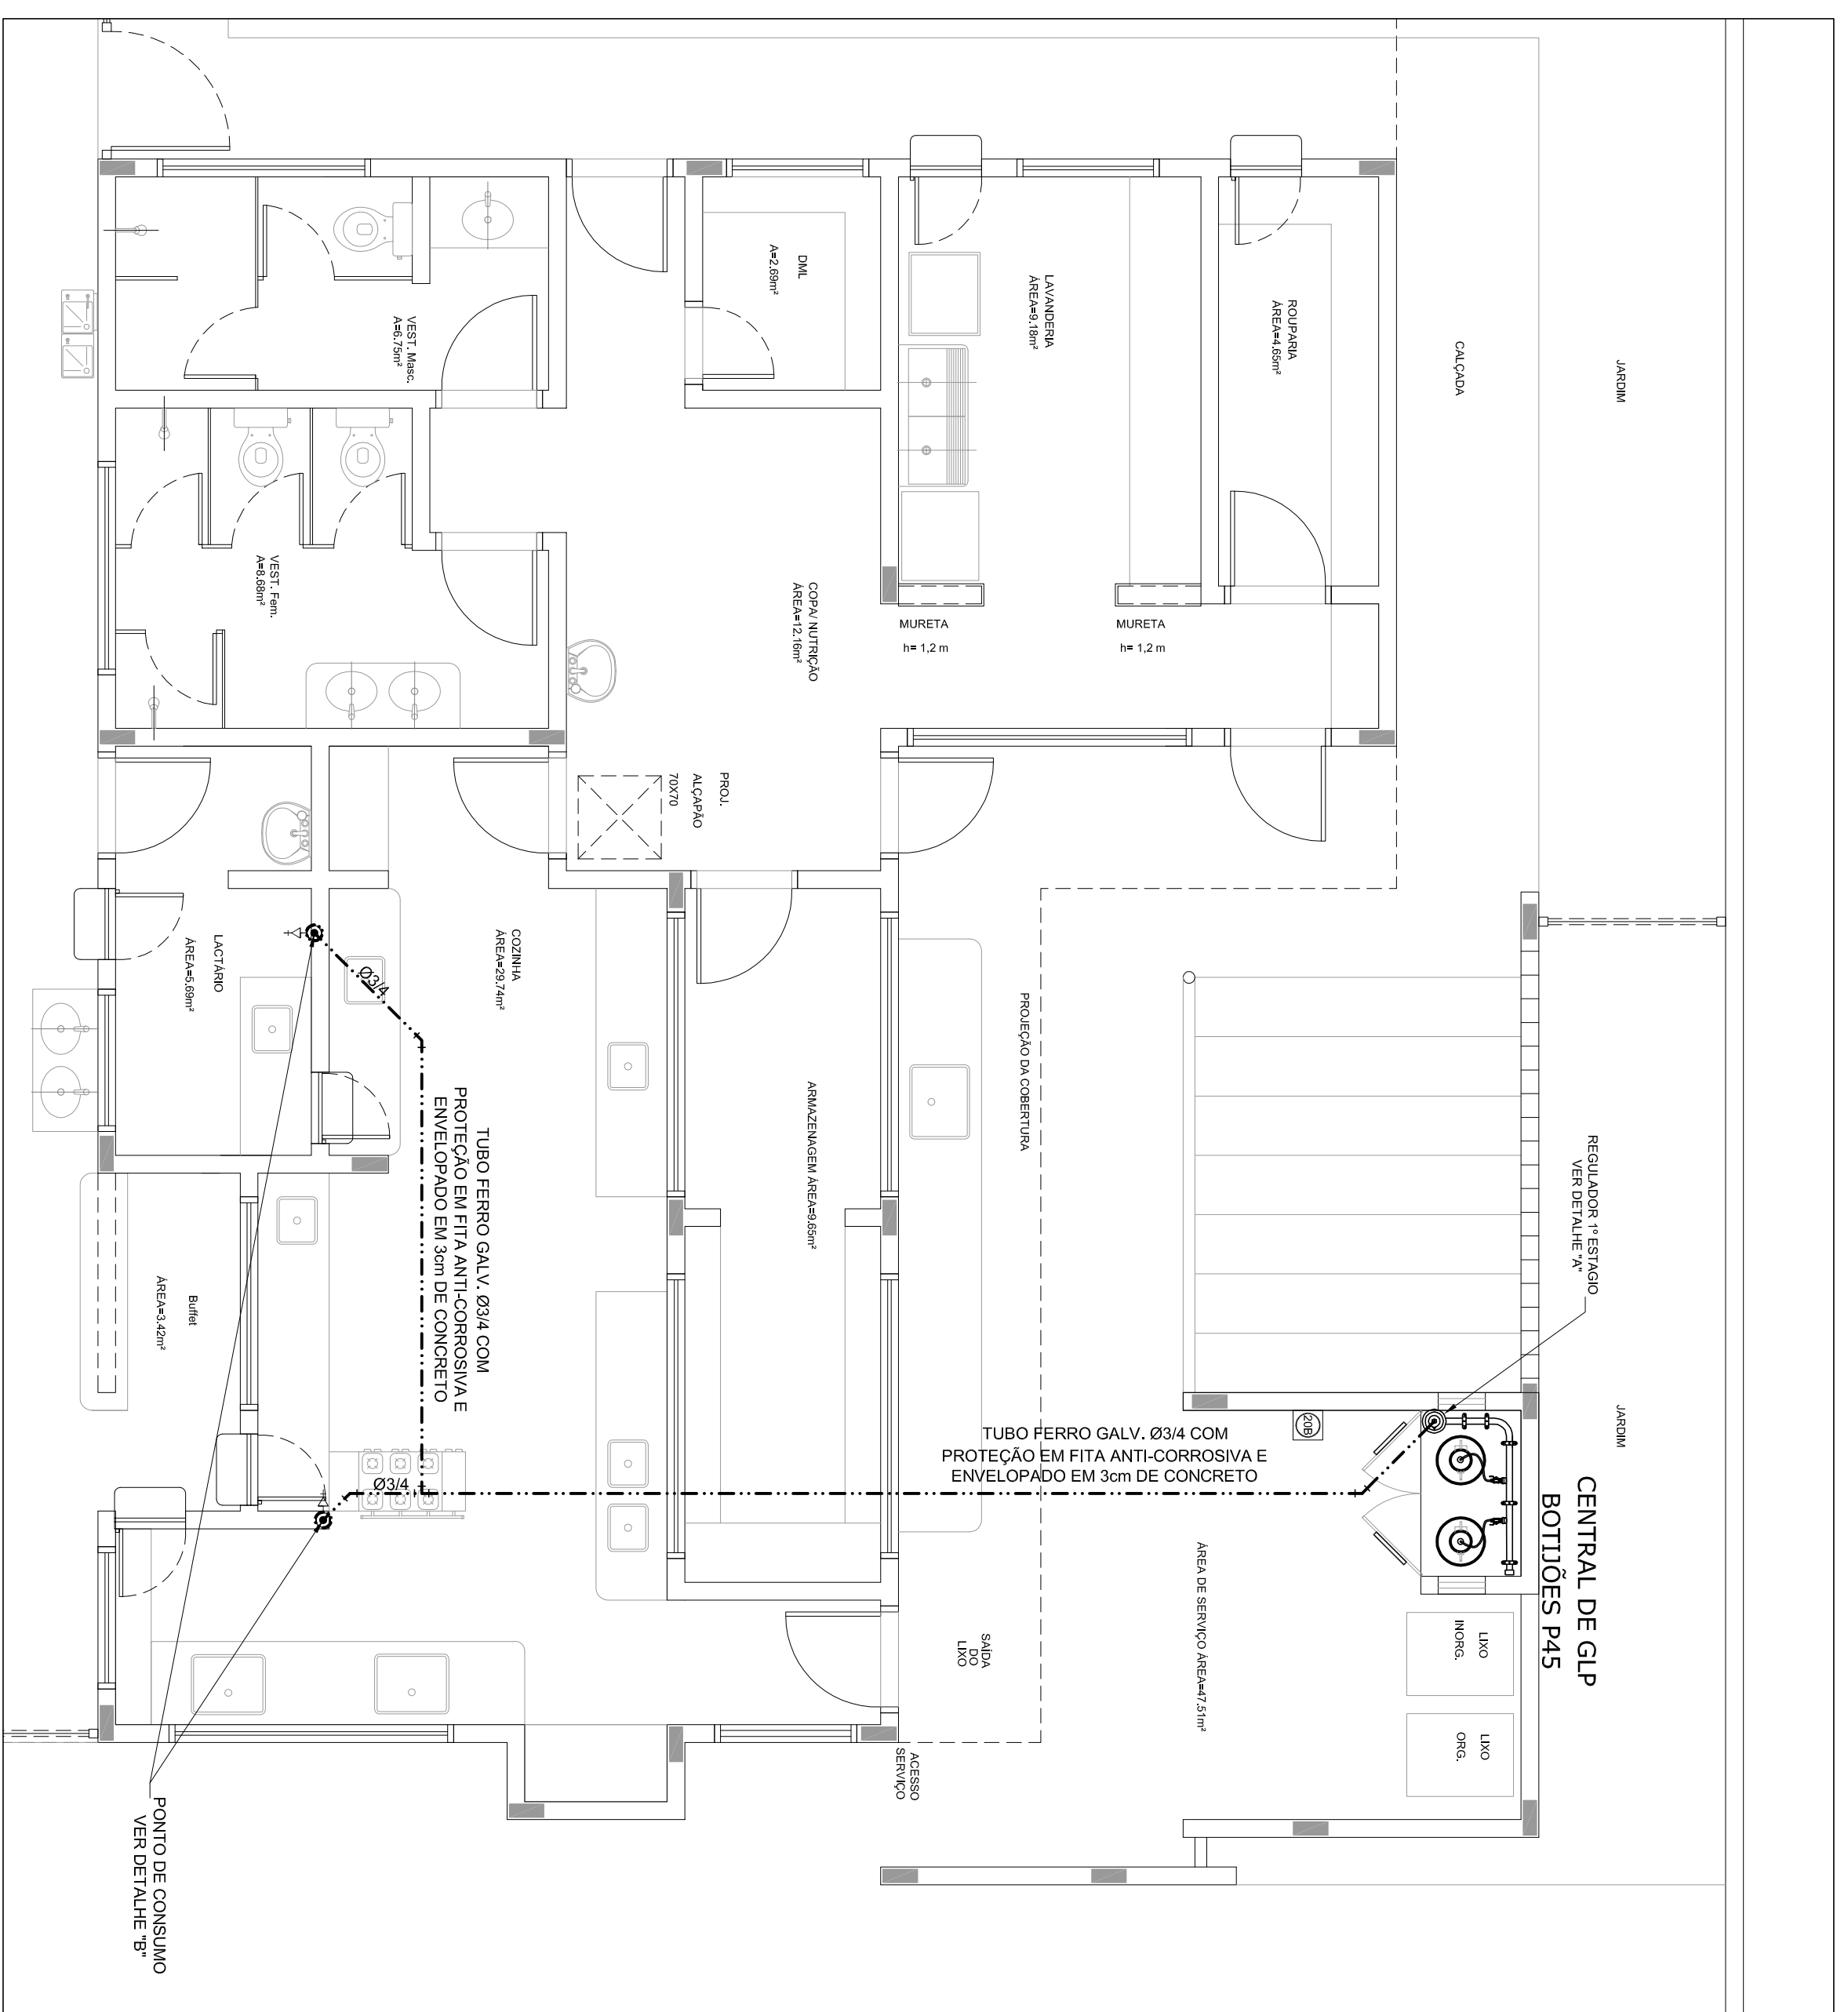 JARDIM
CALÇADA
ROUPARIA
ÁREA=4.65m²
LAVANDERIA
ÁREA=9.18m²
DML
A=2.69m²
VEST. Masc.
A=6.75m²
VEST. Fem.
A=8.68m²
COPA/ NUTRIÇÃO
ÁREA=12.16m²
MURETA
h= 1,2 m
MURETA
h= 1,2 m
PROJ.
ALÇAPÃO
70X70
COZINHA
ÁREA=29.74m²
LACTÁRIO
ÁREA=5.69m²
Ø3/4
PROJEÇÃO DA COBERTURA
ARMAZENAGEM ÁREA=9.65m²
TUBO FERRO GALV. Ø3/4 COM
PROTEÇÃO EM FITA ANTI-CORROSIVA E
ENVELOPADO EM 3cm DE CONCRETO
REGULADOR 1º ESTAGIO
VER DETALHE "A"
Buffet
ÁREA=3.42m²
JARDIM
20B
TUBO FERRO GALV. Ø3/4 COM
PROTEÇÃO EM FITA ANTI-CORROSIVA E
ENVELOPADO EM 3cm DE CONCRETO
Ø3/4
CENTRAL DE GLP
BOTIJÕES P45
ÁREA DE SERVIÇO ÁREA=47.51m²
LIXO
INORG.
LIXO
ORG.
SAÍDA
DO
LIXO
ACESSO
SERVIÇO
PONTO DE CONSUMO
VER DETALHE "B"